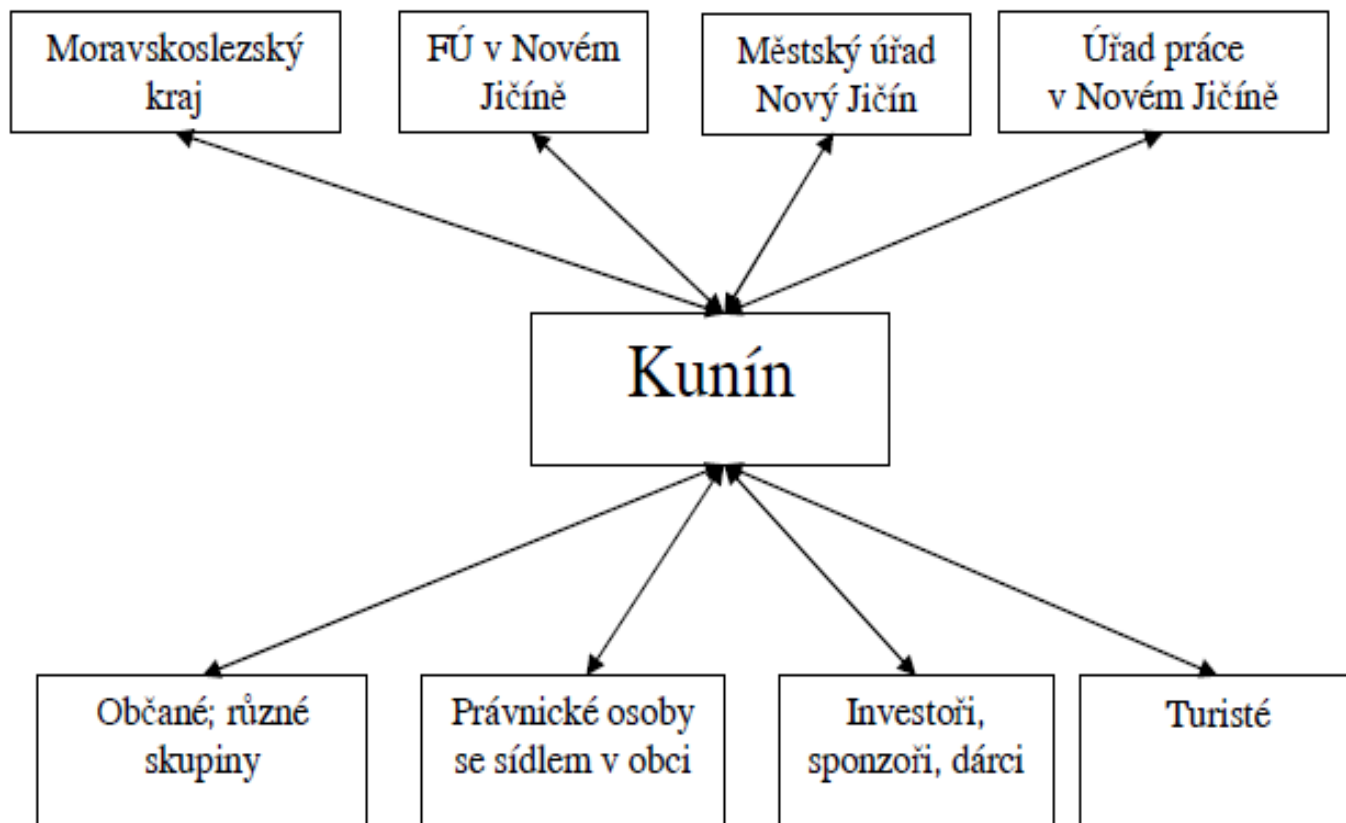 Moravskoslezský
kraj
FÚ v Novém
Jičíně
Městský úřad
Nový Jičín
Úřad práce
v Novém Jičíně
Kunín
Občané; různé
skupiny
Právnické osoby
se sídlem v obci
Investoři,
sponzoři, dárci
Turisté